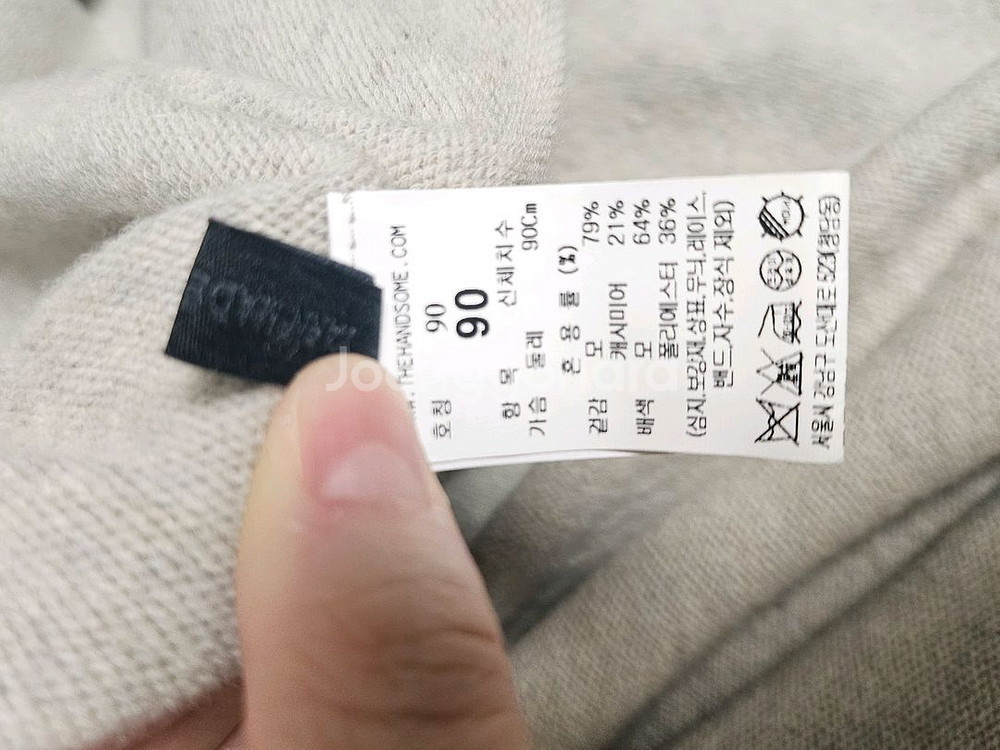 .THEHANDSOME.COM
호칭 90
90
항 목 신체치수
가슴 둘레 90Cm
혼 용 률 (%)
겉감 모 79%
캐시미어 21%
배색 모 64%
폴리에스터 36%
(심지,보강재,상표,무늬,레이스,
밴드,자수,장식 제외)
서울시 강남구 도산대로 523(청담동)
Joonggonara